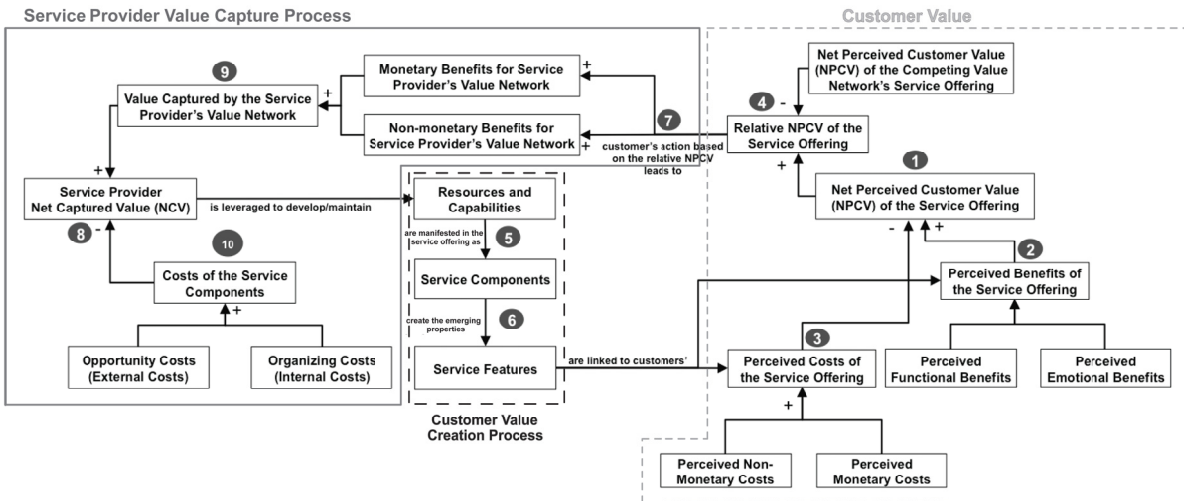 Service Provider Value Capture Process
Customer Value
9
Monetary Benefits for Service
Provider's Value Network
+
Net Perceived Customer Value
(NPCV) of the Competing Value
Network's Service Offering
Value Captured by the Service
Provider's Value Network
+
Non-monetary Benefits for
Service Provider's Value Network
+
7
customer's action based
on the relative NPCV
leads to
4
-
Relative NPCV of the
Service Offering
+
1
Net Perceived Customer Value
(NPCV) of the Service Offering
-
+
+
Service Provider
Net Captured Value (NCV)
is leveraged to develop/maintain
Resources and
Capabilities
8
-
10
are manifested in the
service offering as
5
2
Costs of the Service
Components
Service Components
Perceived Benefits of
the Service Offering
+
create the emerging
properties
6
3
Opportunity Costs
(External Costs)
Organizing Costs
(Internal Costs)
Service Features
are linked to customers'
Perceived Costs of
the Service Offering
Perceived
Functional Benefits
Perceived
Emotional Benefits
+
Customer Value
Creation Process
Perceived Non-
Monetary Costs
Perceived
Monetary Costs